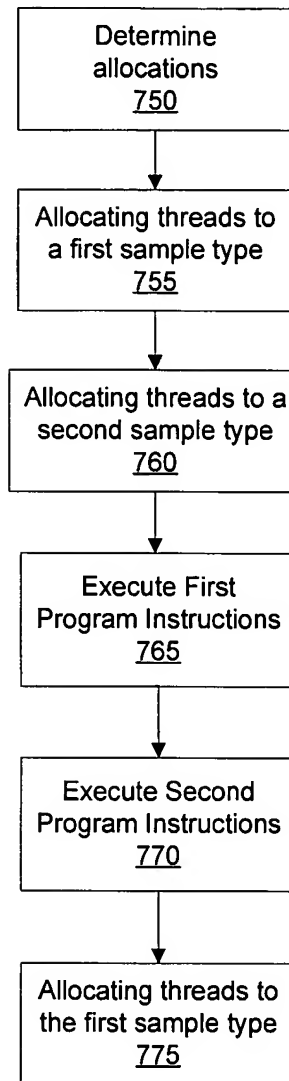 Determine
allocations
750
Allocating threads to
a first sample type
755
Allocating threads to a
second sample type
760
Execute First
Program Instructions
765
Execute Second
Program Instructions
770
Allocating threads to
the first sample type
775